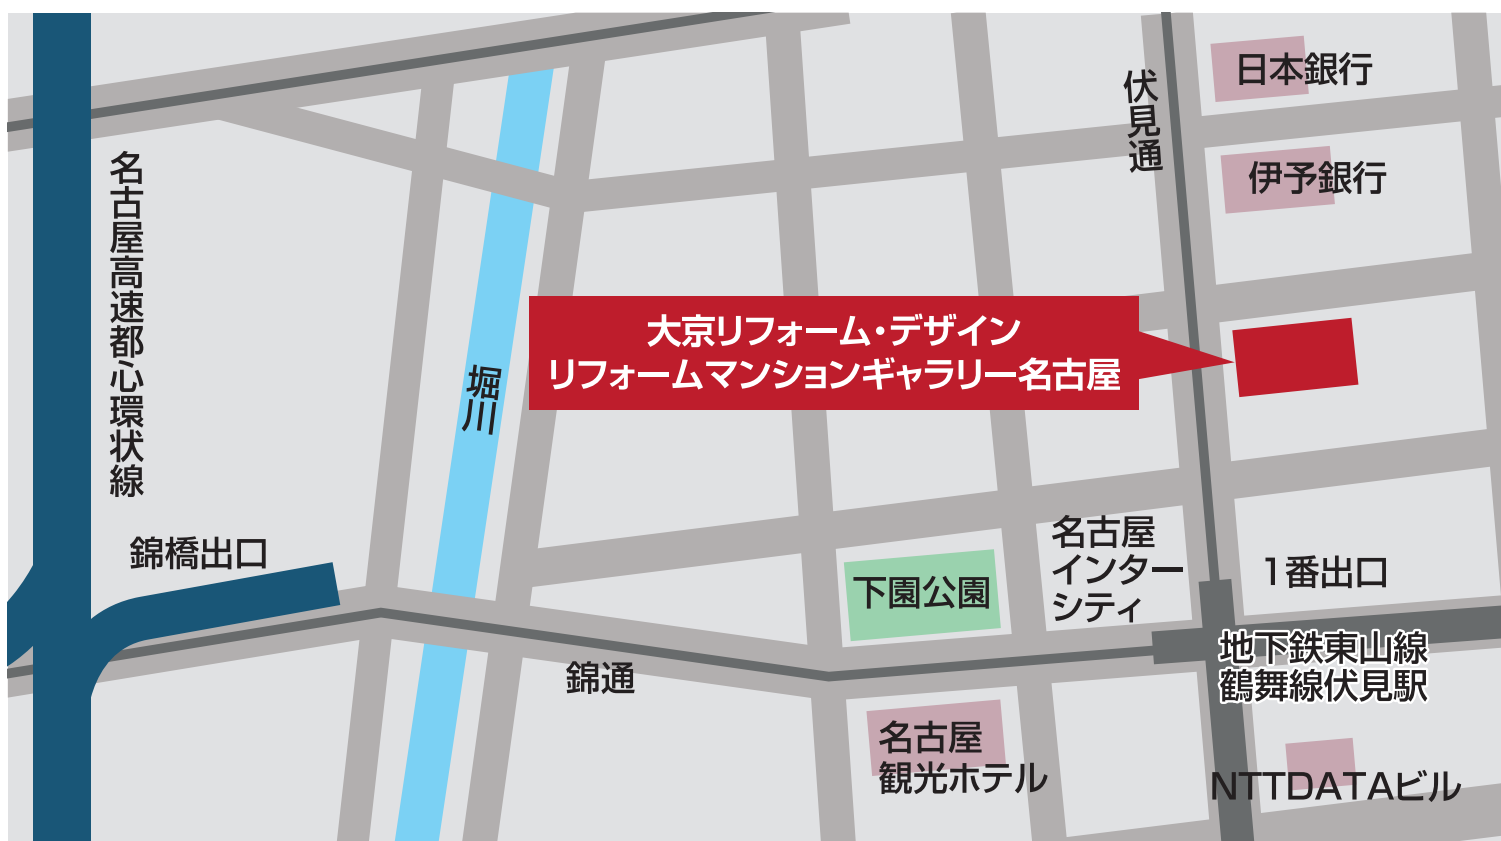 日本銀行
伏見通
伊予銀行
名古屋高速都心環状線
大京リフォーム・デザイン
リフォームマンションギャラリー名古屋
堀川
錦橋出口
名古屋
インター
シティ
1番出口
下園公園
地下鉄東山線
鶴舞線伏見駅
錦通
名古屋
観光ホテル
NTTDATAビル